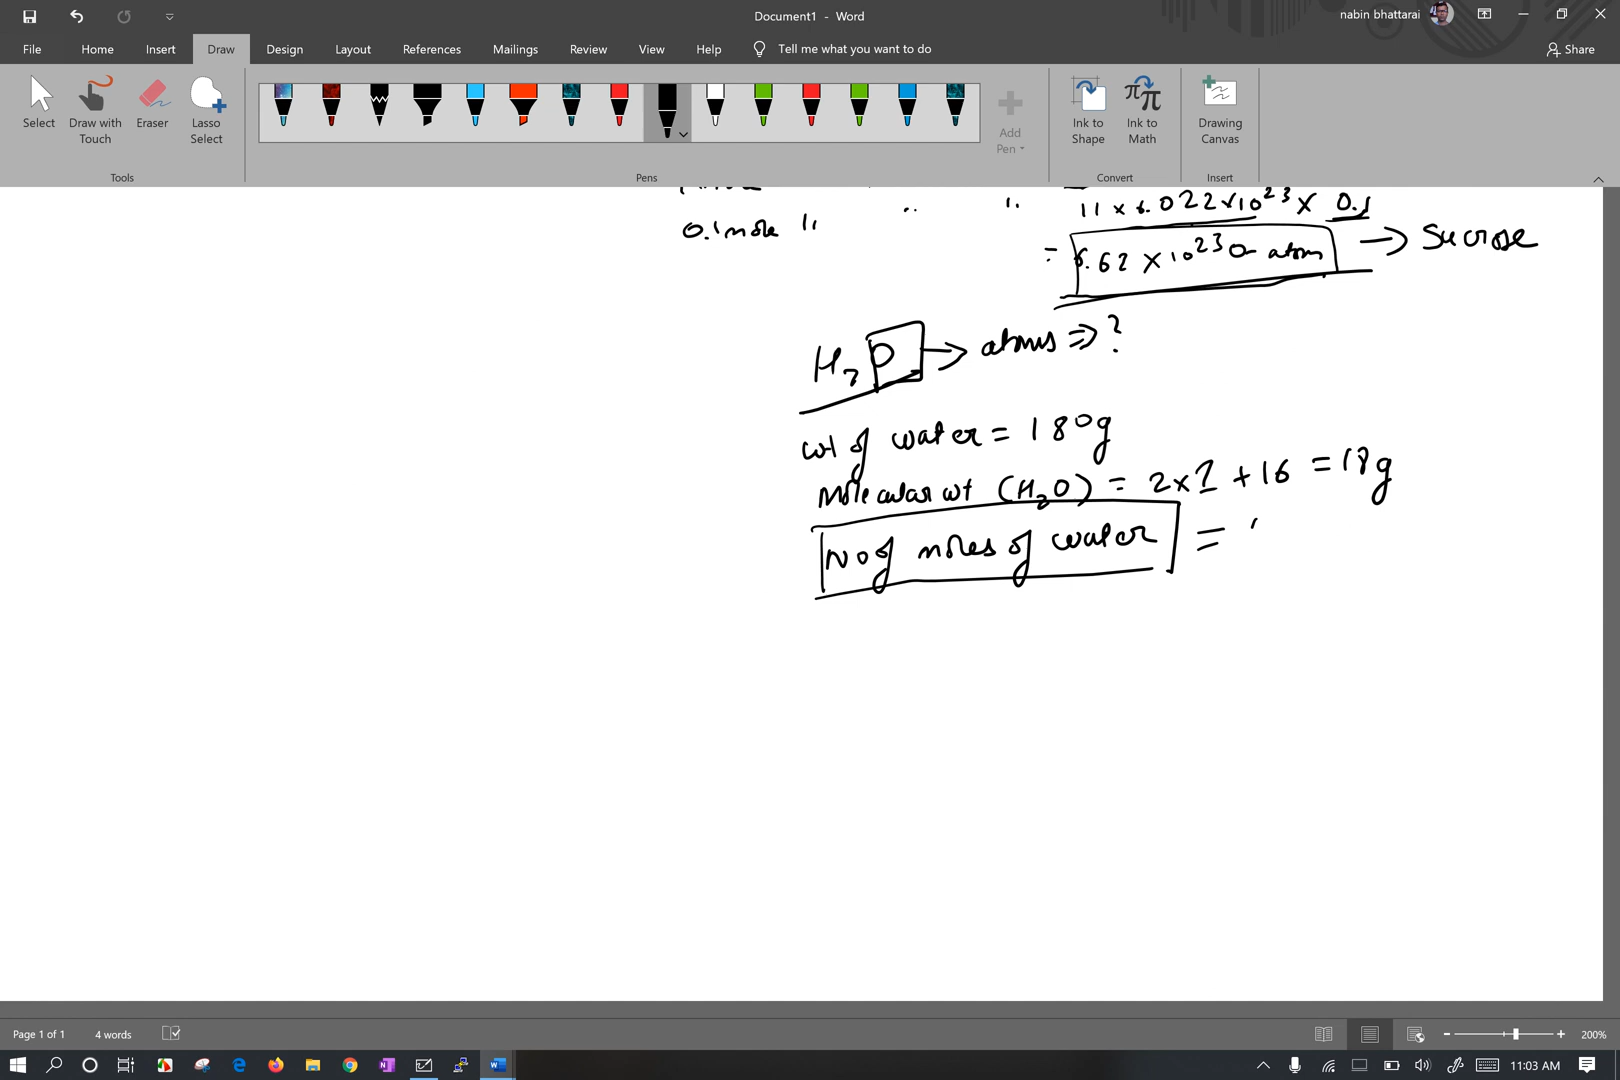 Document1 - Word
nabin bhattarai
File Home Insert Draw Design Layout References Mailings Review View Help Tell me what you want to do Share
Select
Draw with Touch
Eraser
Lasso Select
Add Pen
Ink to Shape
Ink to Math
Drawing Canvas
Tools Pens Convert Insert
11 × 6.022 × 10²³ × 0.1
0.1 mole
= 6.62 × 10²³ O- atom → Sucrose
H₂O → atoms ⇒ ?
wt of water = 180g
Molecular wt (H₂O) = 2 × 1 + 16 = 18g
No of moles of water =
Page 1 of 1 4 words 200%
11:03 AM